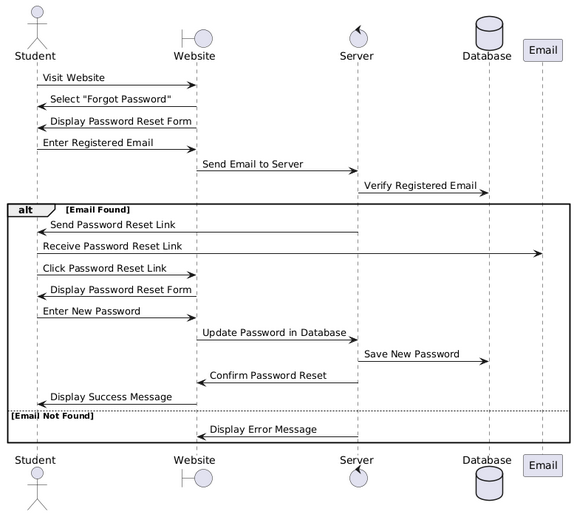 Student Website Server Database Email
Visit Website
Select "Forgot Password"
Display Password Reset Form
Enter Registered Email
Send Email to Server
Verify Registered Email
alt [Email Found]
Send Password Reset Link
Receive Password Reset Link
Click Password Reset Link
Display Password Reset Form
Enter New Password
Update Password in Database
Save New Password
Confirm Password Reset
Display Success Message
[Email Not Found]
Display Error Message
Student Website Server Database Email